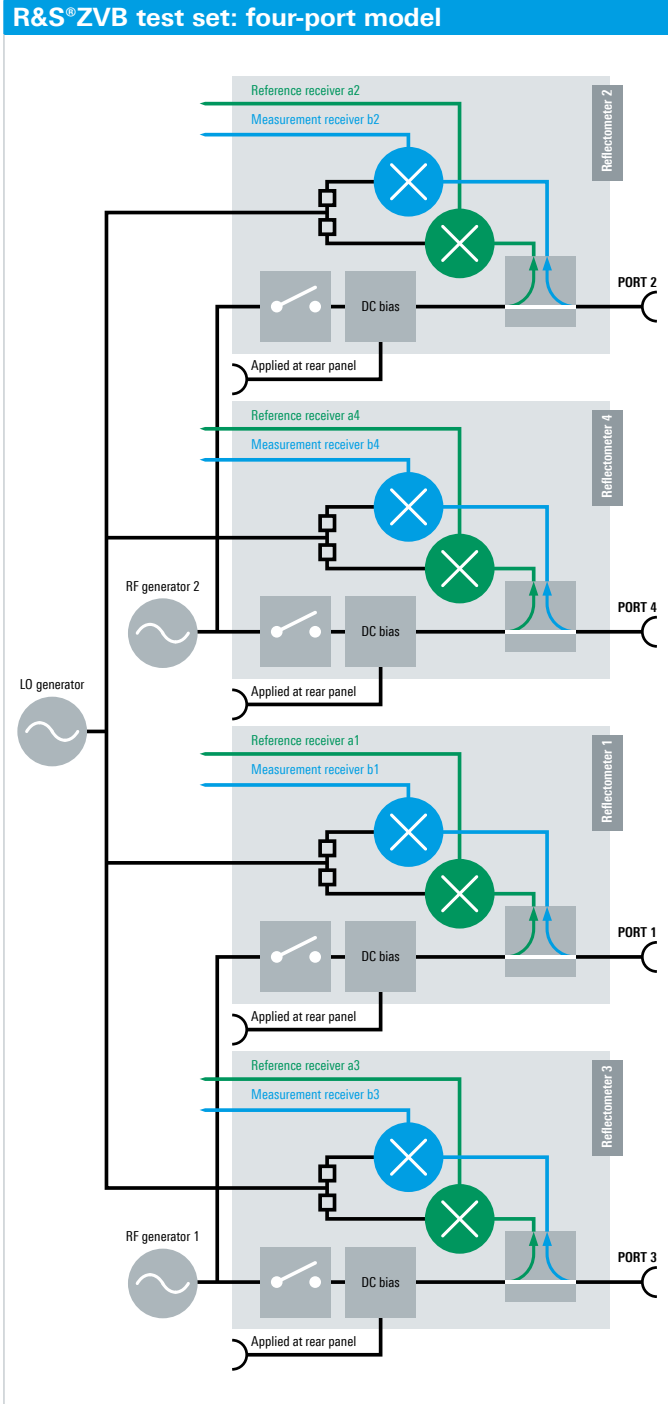 R&S®ZVB test set: four-port model
Reference receiver a2
Measurement receiver b2
Reflectometer 2
PORT 2
DC bias
Applied at rear panel
Reference receiver a4
Measurement receiver b4
Reflectometer 4
RF generator 2
PORT 4
DC bias
LO generator
Applied at rear panel
Reference receiver a1
Measurement receiver b1
Reflectometer 1
PORT 1
DC bias
Applied at rear panel
Reference receiver a3
Measurement receiver b3
Reflectometer 3
RF generator 1
PORT 3
DC bias
Applied at rear panel